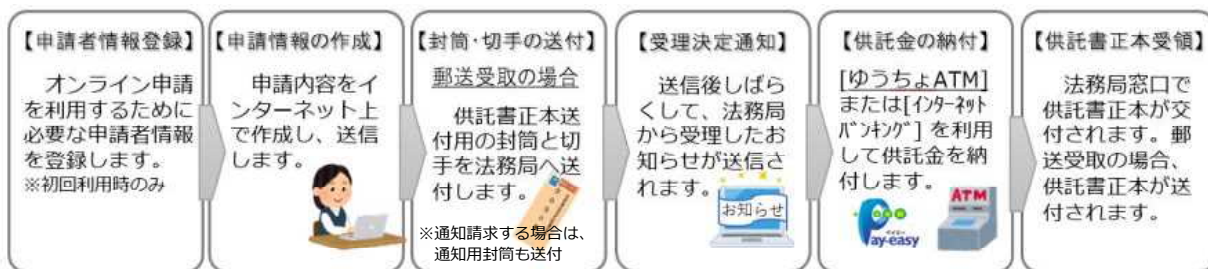 【申請者情報登録】
オンライン申請
を利用するために
必要な申請者情報
を登録します。
※初回利用時のみ
【申請情報の作成】
申請内容をイ
ンターネット上
で作成し、送信
します。
【封筒・切手の送付】
郵送受取の場合
供託書正本送
付用の封筒と切
手を法務局へ送
付します。
※通知請求する場合は、
通知用封筒も送付
【受理決定通知】
送信後しばら
くして、法務局
から受理したお
知らせが送信さ
れます。
お知らせ
【供託金の納付】
[ゆうちょATM]
または[インターネット
バンキング] を利用
して供託金を納
付します。
ペイジー
Pay-easy
ATM
【供託書正本受領】
法務局窓口で
供託書正本が交
付されます。郵
送受取の場合、
供託書正本が送
付されます。